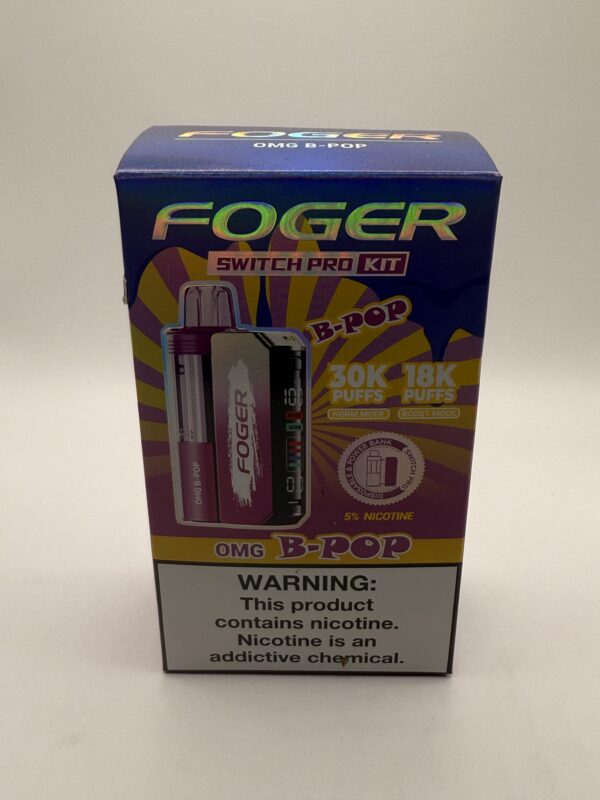 FOGER
OMG B-POP
FOGER
SWITCH PRO KIT
B-POP
30K 18K
PUFFS PUFFS
NORM MODE BOOST MODE
FOGER
OMG B-POP
DISPOSABLE & POWER BANK
SWITCH PRO
5% NICOTINE
OMG B-POP
WARNING:
This product
contains nicotine.
Nicotine is an
addictive chemical.